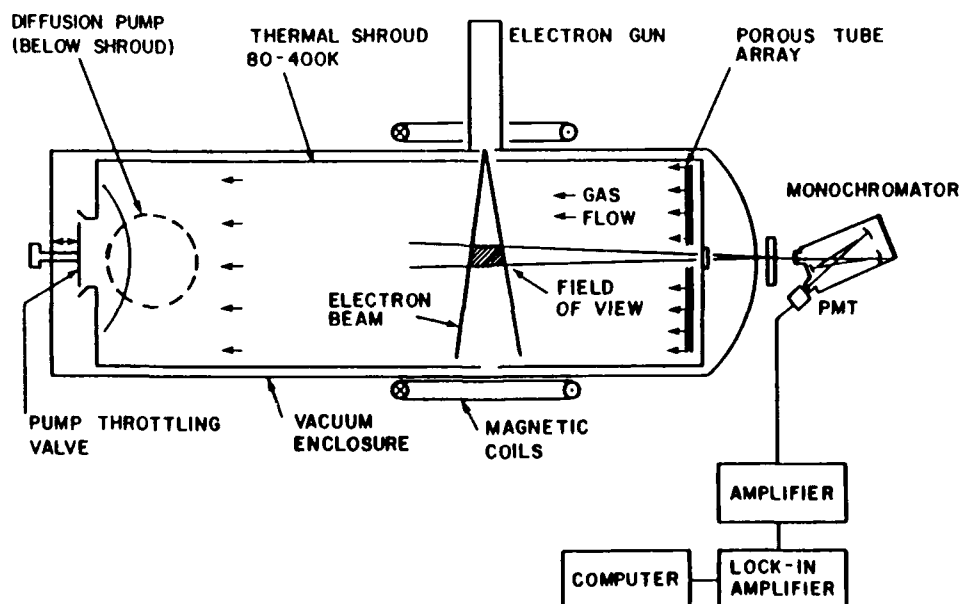 DIFFUSION PUMP
(BELOW SHROUD)
THERMAL SHROUD
80-400K
ELECTRON GUN
POROUS TUBE
ARRAY
MONOCHROMATOR
GAS
FLOW
ELECTRON
BEAM
FIELD
OF VIEW
PMT
PUMP THROTTLING
VALVE
VACUUM
ENCLOSURE
MAGNETIC
COILS
AMPLIFIER
COMPUTER
LOCK-IN
AMPLIFIER